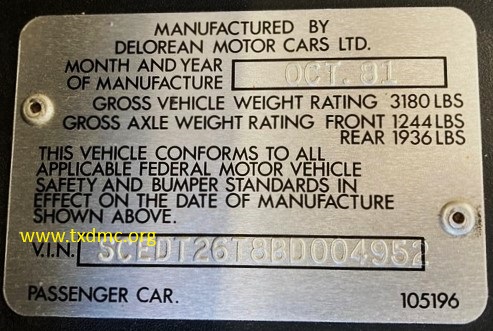 MANUFACTURED BY
DELOREAN MOTOR CARS LTD.
MONTH AND YEAR
OF MANUFACTURE OCT. 81
GROSS VEHICLE WEIGHT RATING 3180 LBS
GROSS AXLE WEIGHT RATING FRONT 1244 LBS
REAR 1936 LBS
THIS VEHICLE CONFORMS TO ALL
APPLICABLE FEDERAL MOTOR VEHICLE
SAFETY AND BUMPER STANDARDS IN
EFFECT ON THE DATE OF MANUFACTURE
SHOWN ABOVE.
www.txdmc.org
V.I.N. SCEDT26T8BD004952
PASSENGER CAR. 105196